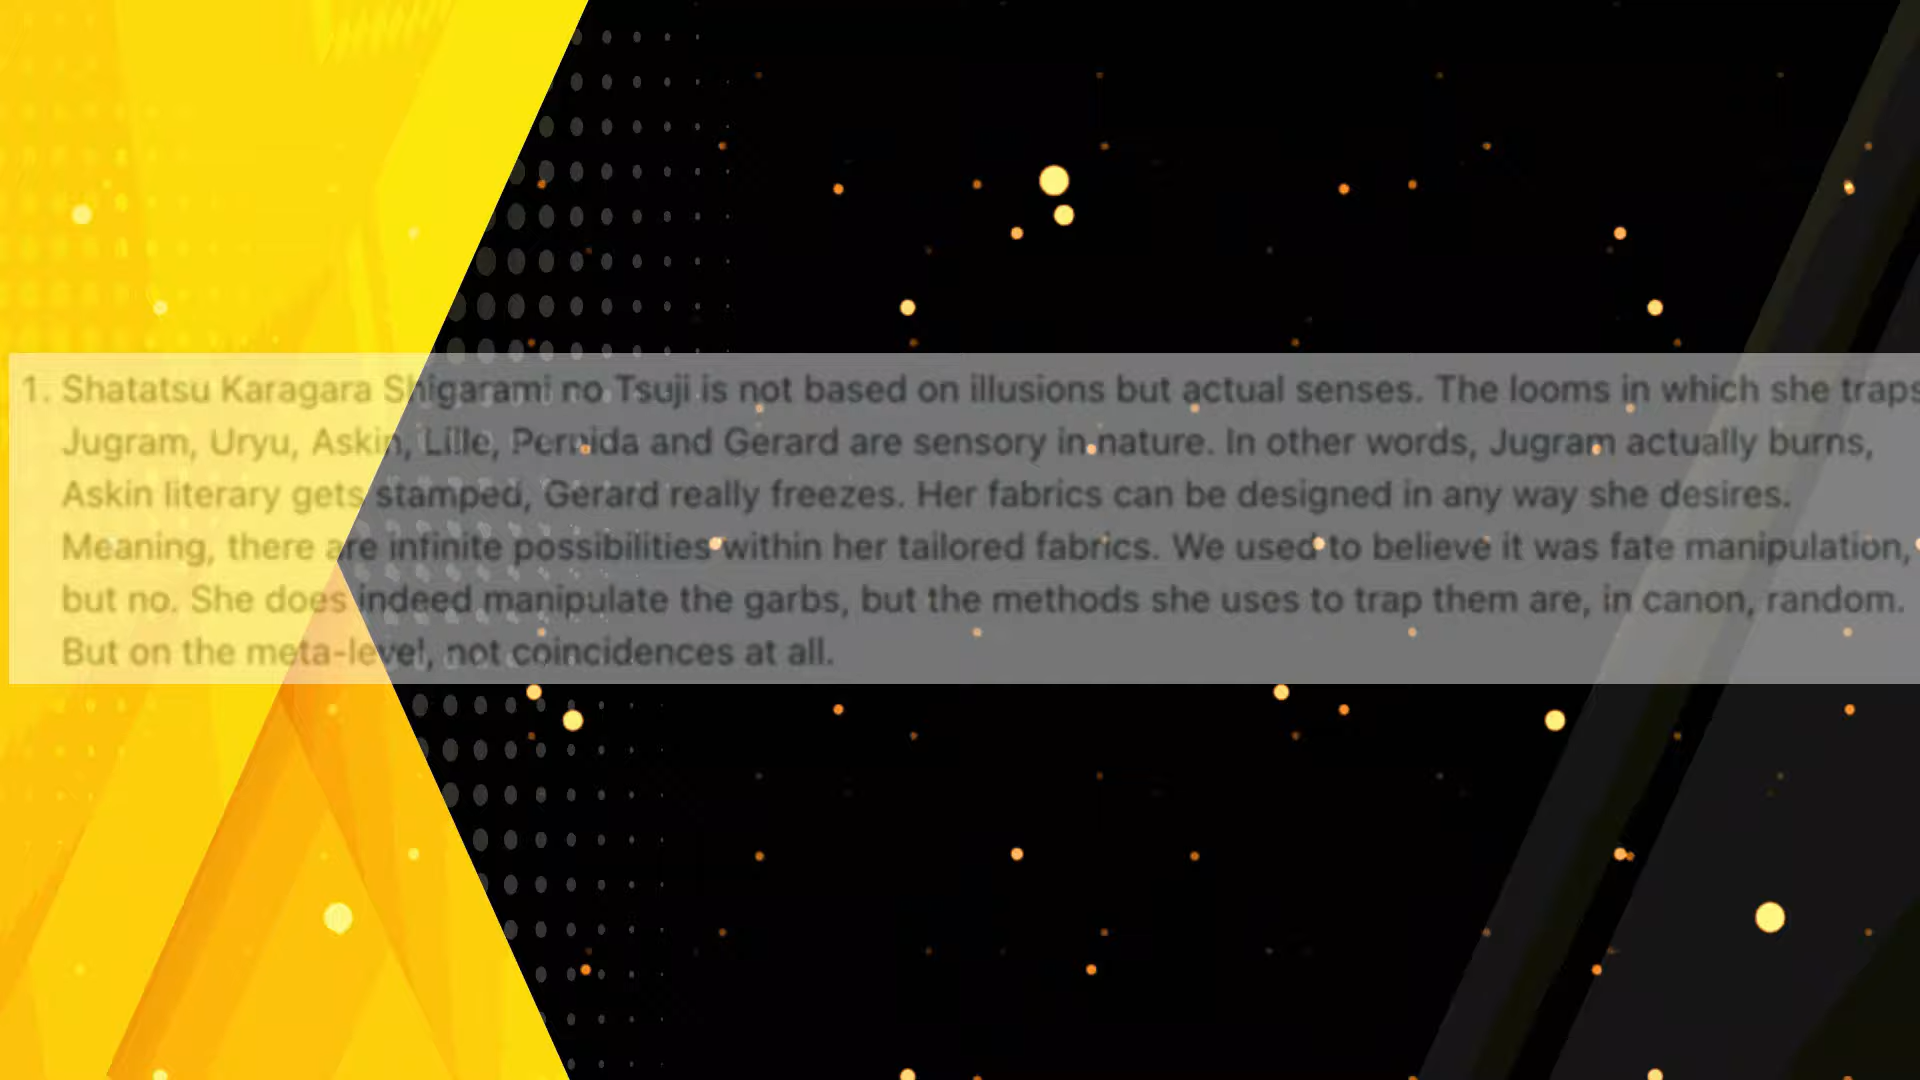 1. Shatatsu Karagara Shigarami no Tsuji is not based on illusions but actual senses. The looms in which she traps
Jugram, Uryu, Askin, Lille, Pernida and Gerard are sensory in nature. In other words, Jugram actually burns,
Askin literary gets stamped, Gerard really freezes. Her fabrics can be designed in any way she desires.
Meaning, there are infinite possibilities within her tailored fabrics. We used to believe it was fate manipulation,
but no. She does indeed manipulate the garbs, but the methods she uses to trap them are, in canon, random.
But on the meta-level, not coincidences at all.